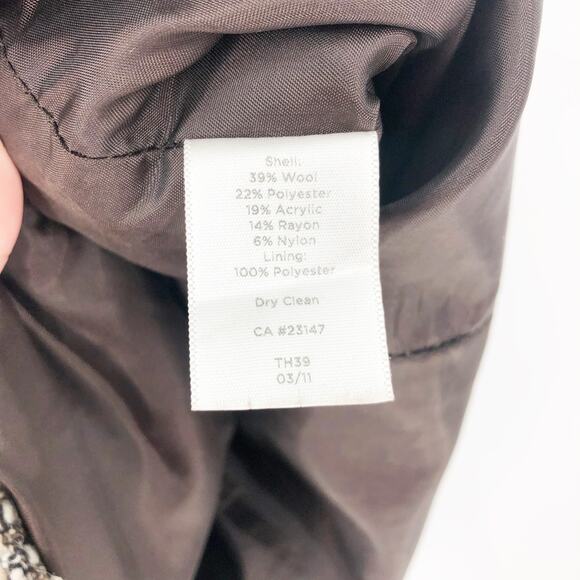 Shell:
39% Wool
22% Polyester
19% Acrylic
14% Rayon
6% Nylon
Lining:
100% Polyester
Dry Clean
CA #23147
TH39
03/11